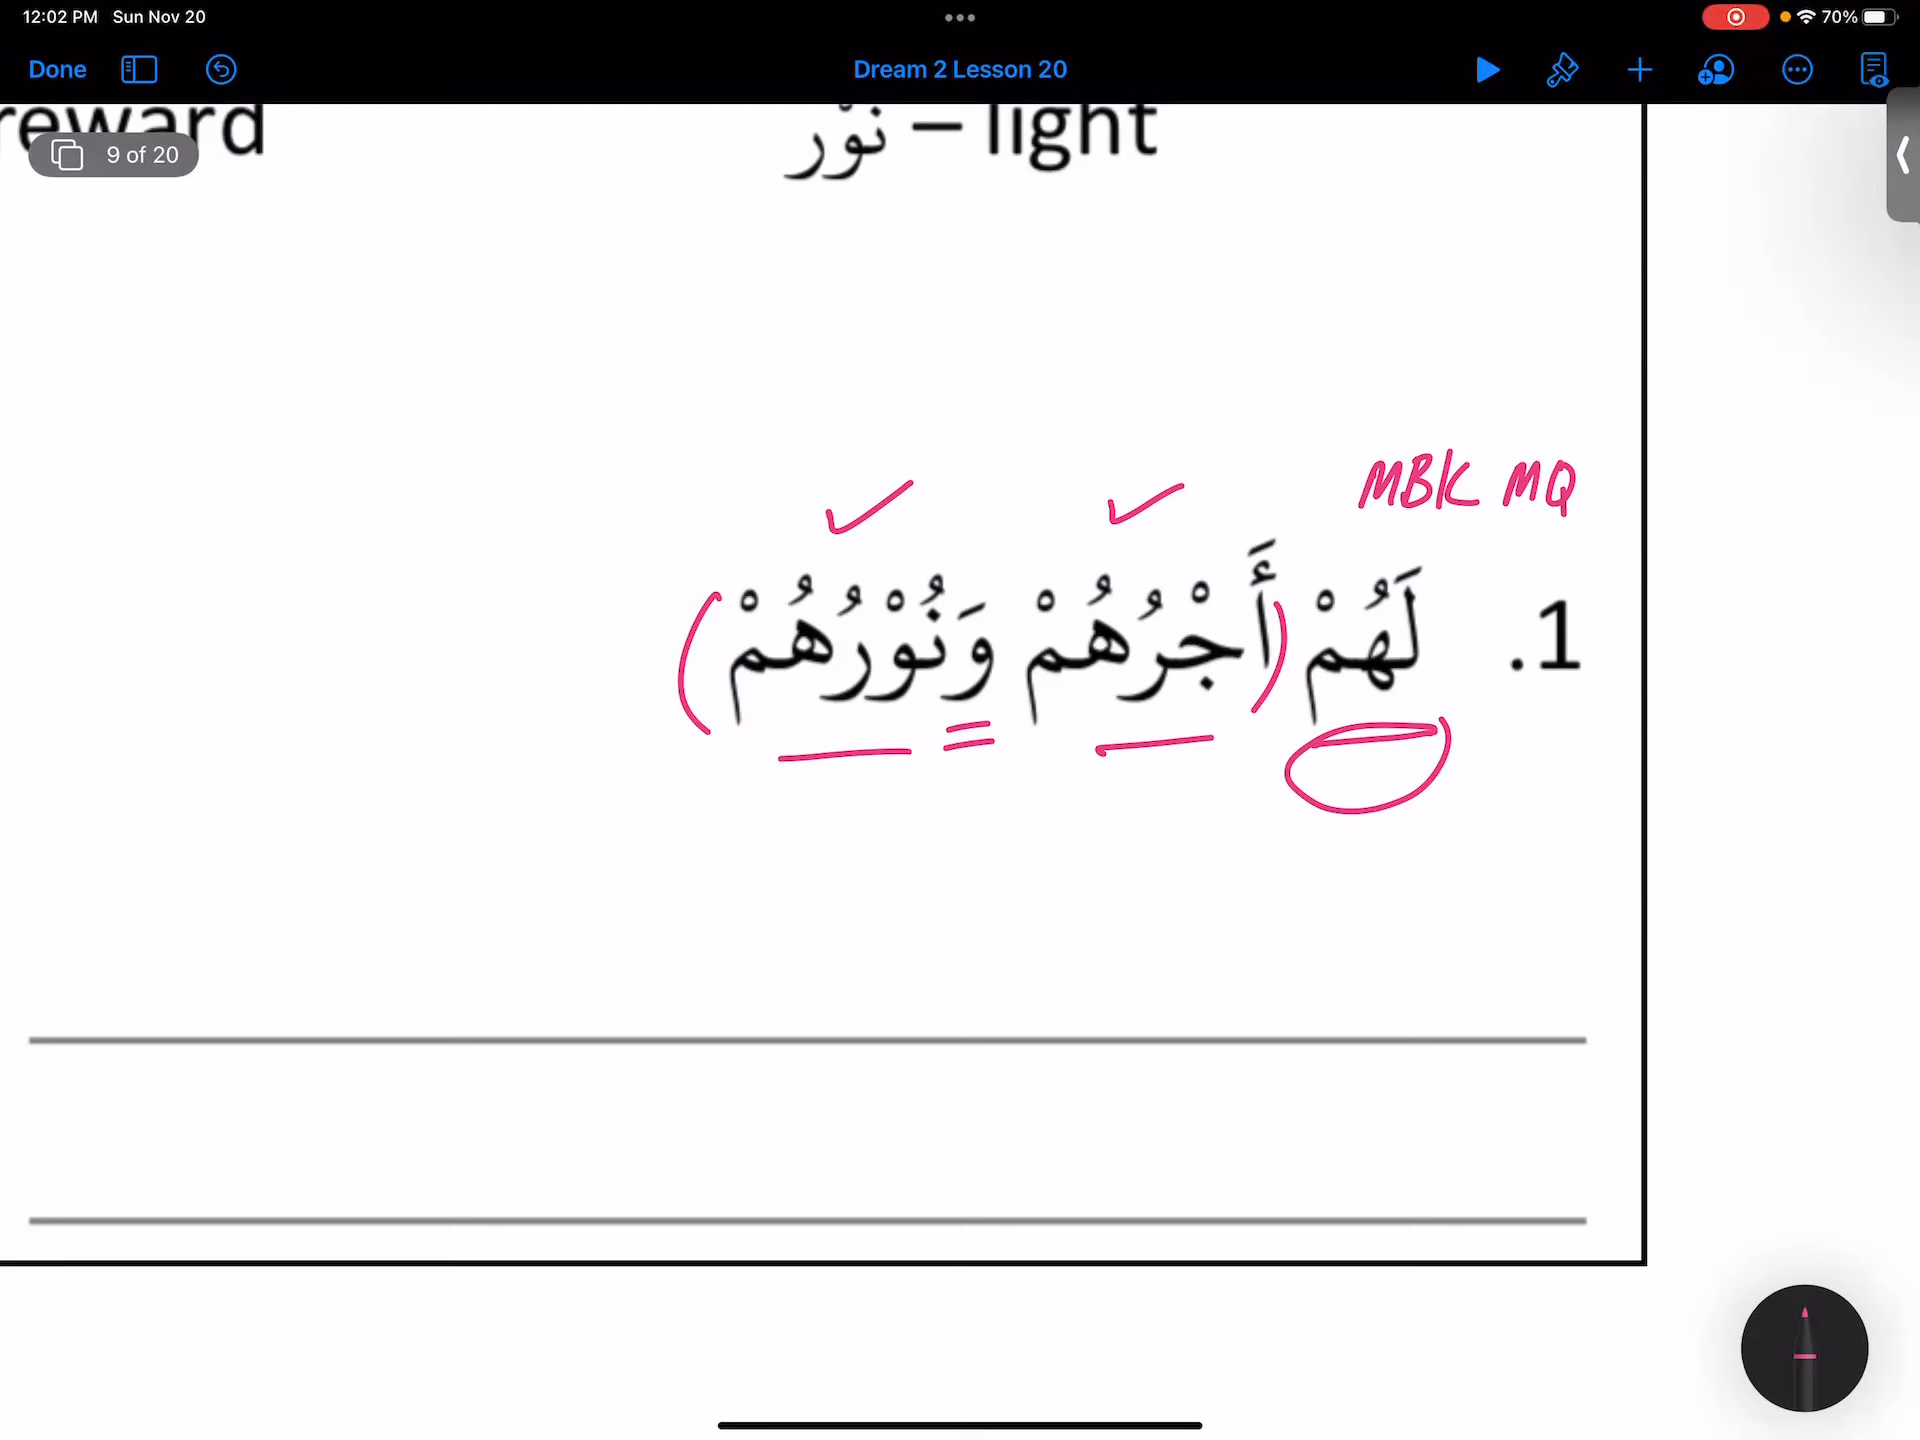 12:02 PM Sun Nov 20 70%
Done Dream 2 Lesson 20
reward نوْر – light
9 of 20
MBK MQ
1. لَهُمْ (أَجْرُهُمْ وَنُوْرُهُمْ)